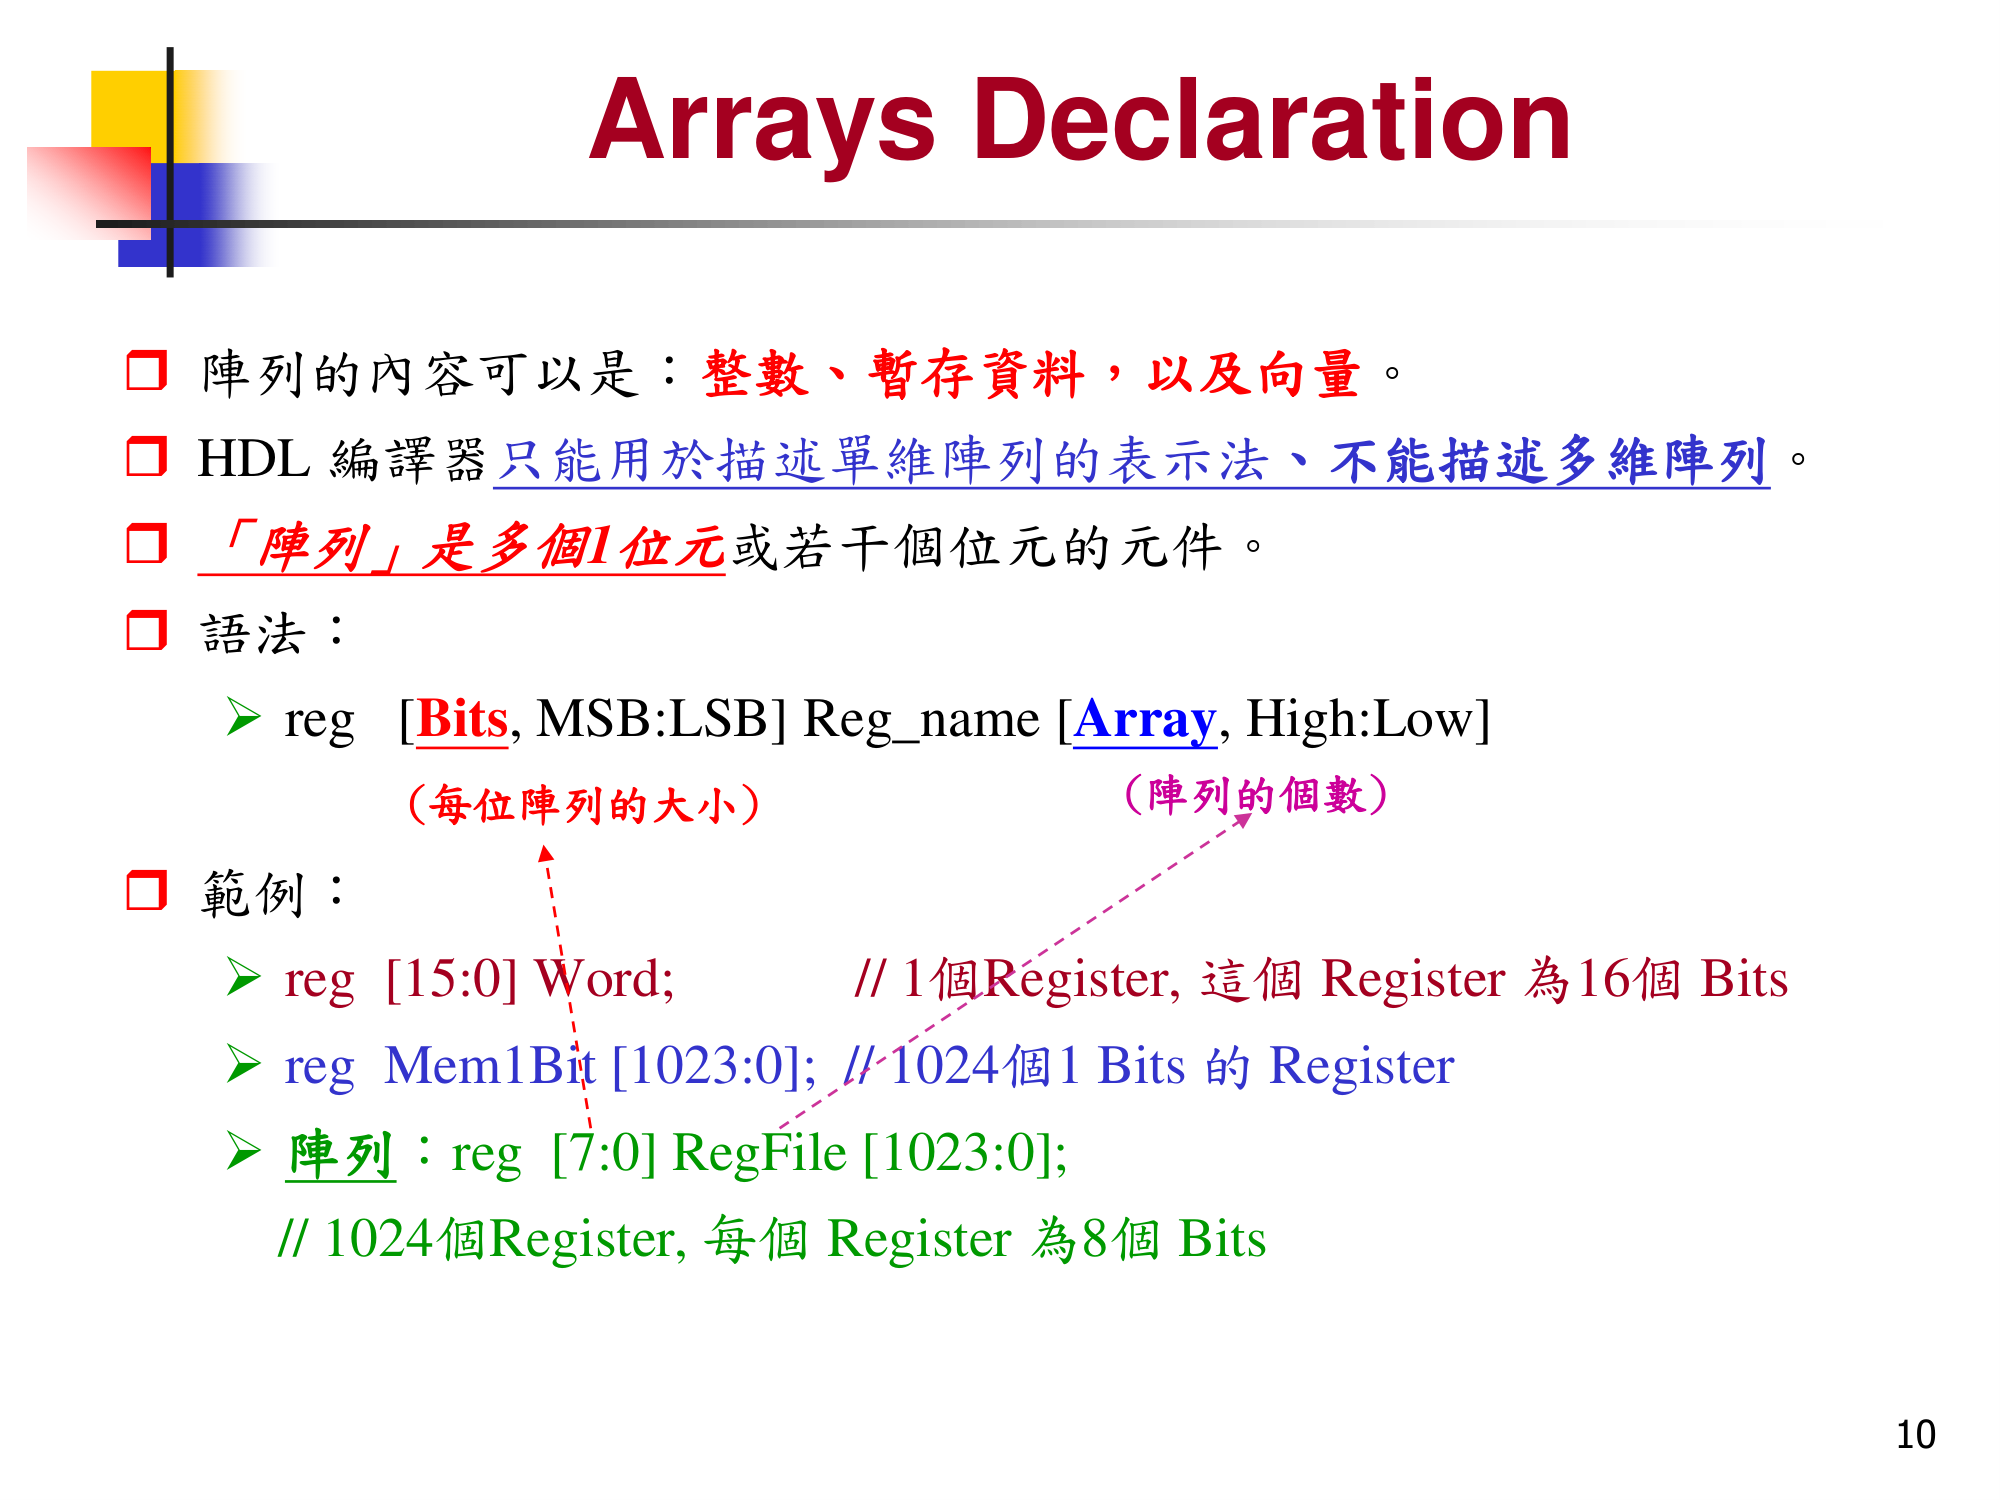 Arrays Declaration
陣列的內容可以是：整數、暫存資料，以及向量。
HDL 編譯器只能用於描述單維陣列的表示法、不能描述多維陣列。
「陣列」是多個1位元或若干個位元的元件。
語法：
reg [Bits, MSB:LSB] Reg_name [Array, High:Low]
（每位陣列的大小） （陣列的個數）
範例：
reg [15:0] Word; // 1個Register, 這個 Register 為16個 Bits
reg Mem1Bit [1023:0]; // 1024個1 Bits 的 Register
陣列：reg [7:0] RegFile [1023:0];
// 1024個Register, 每個 Register 為8個 Bits
10